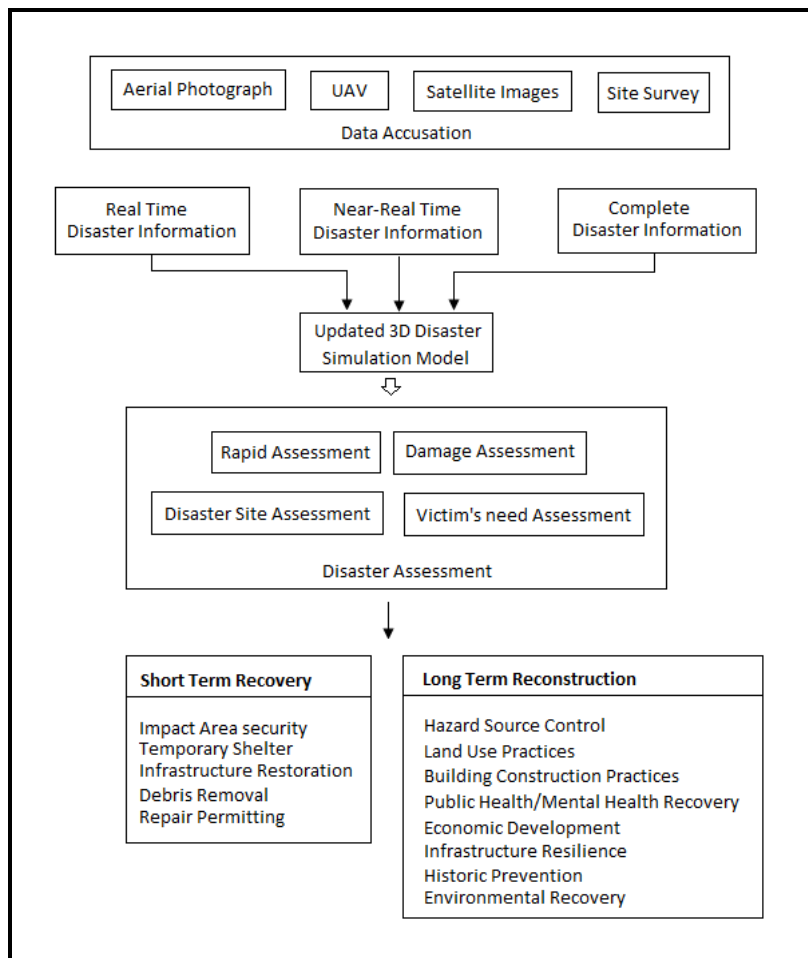 Aerial Photograph
UAV
Satellite Images
Site Survey
Data Accusation
Real Time
Disaster Information
Near-Real Time
Disaster Information
Complete
Disaster Information
Updated 3D Disaster
Simulation Model
Rapid Assessment
Damage Assessment
Disaster Site Assessment
Victim's need Assessment
Disaster Assessment
Short Term Recovery
Impact Area security
Temporary Shelter
Infrastructure Restoration
Debris Removal
Repair Permitting
Long Term Reconstruction
Hazard Source Control
Land Use Practices
Building Construction Practices
Public Health/Mental Health Recovery
Economic Development
Infrastructure Resilience
Historic Prevention
Environmental Recovery